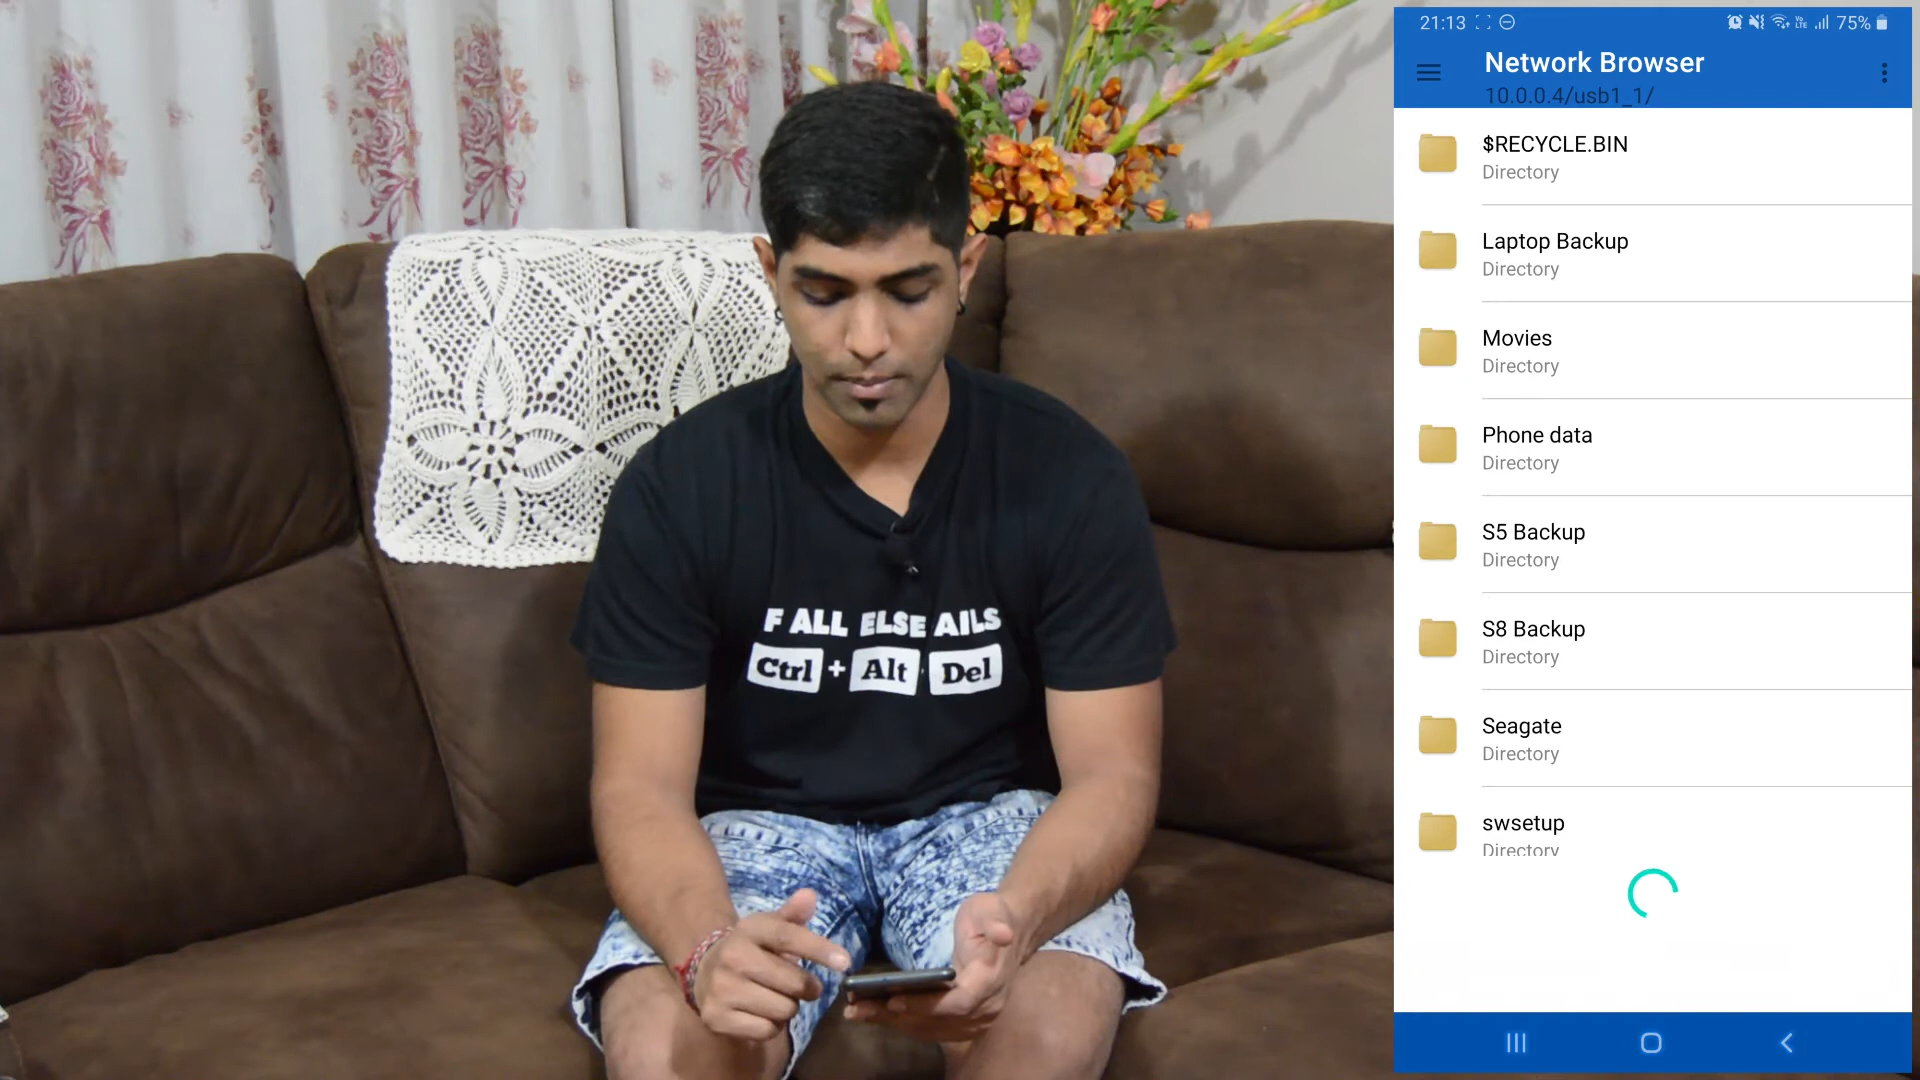 F ALL ELSE AILS
Ctrl + Alt Del
21:13 75%
Network Browser
10.0.0.4/usb1_1/
$RECYCLE.BIN
Directory
Laptop Backup
Directory
Movies
Directory
Phone data
Directory
S5 Backup
Directory
S8 Backup
Directory
Seagate
Directory
swsetup
Directory